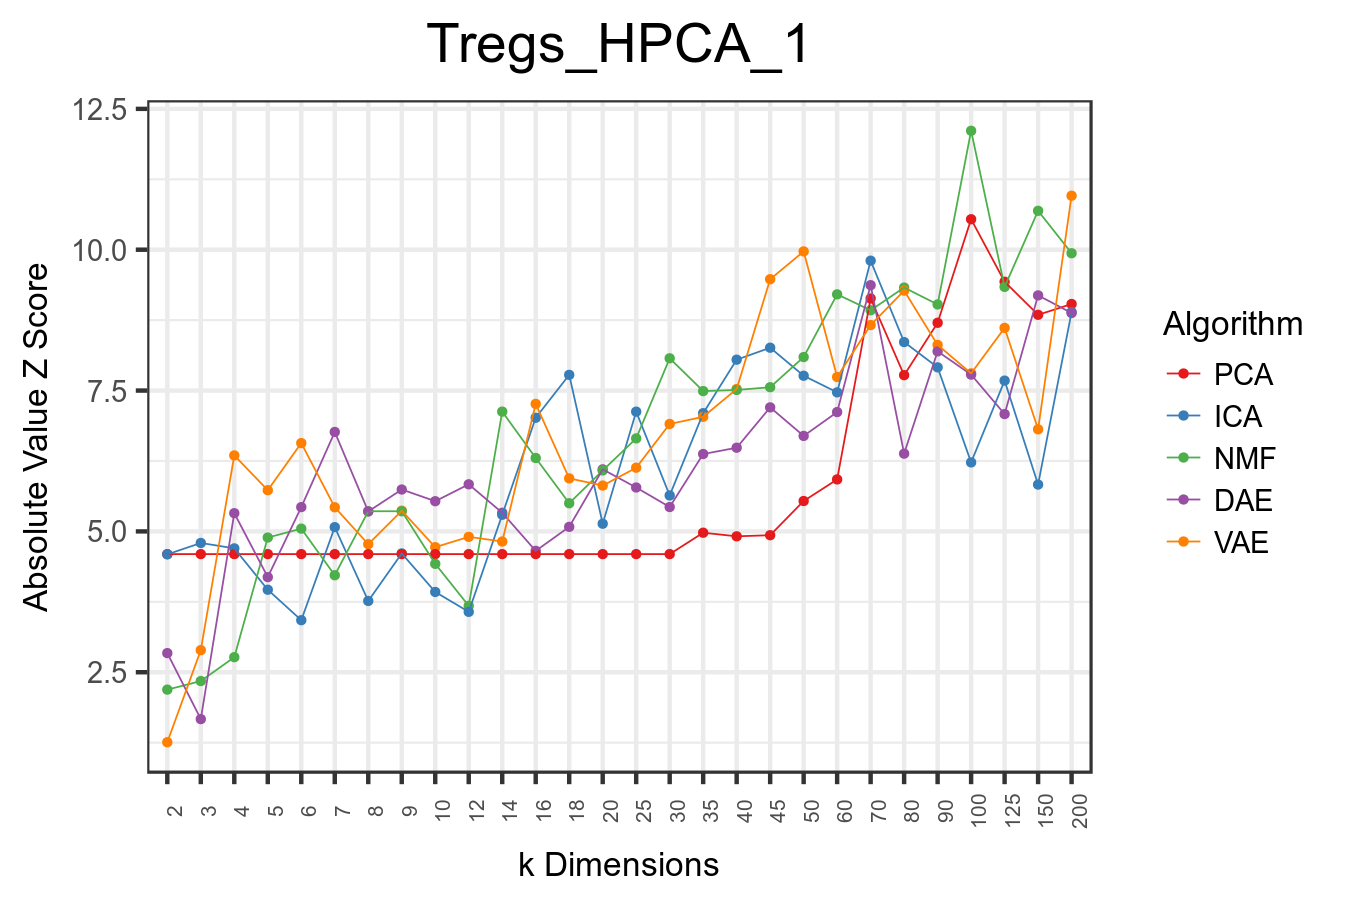 Tregs_HPCA_1
Absolute Value Z Score
12.5
10.0
7.5
5.0
2.5
2 3 4 5 6 7 8 9 10 12 14 16 18 20 25 30 35 40 45 50 60 70 80 90 100 125 150 200
k Dimensions
Algorithm
PCA
ICA
NMF
DAE
VAE